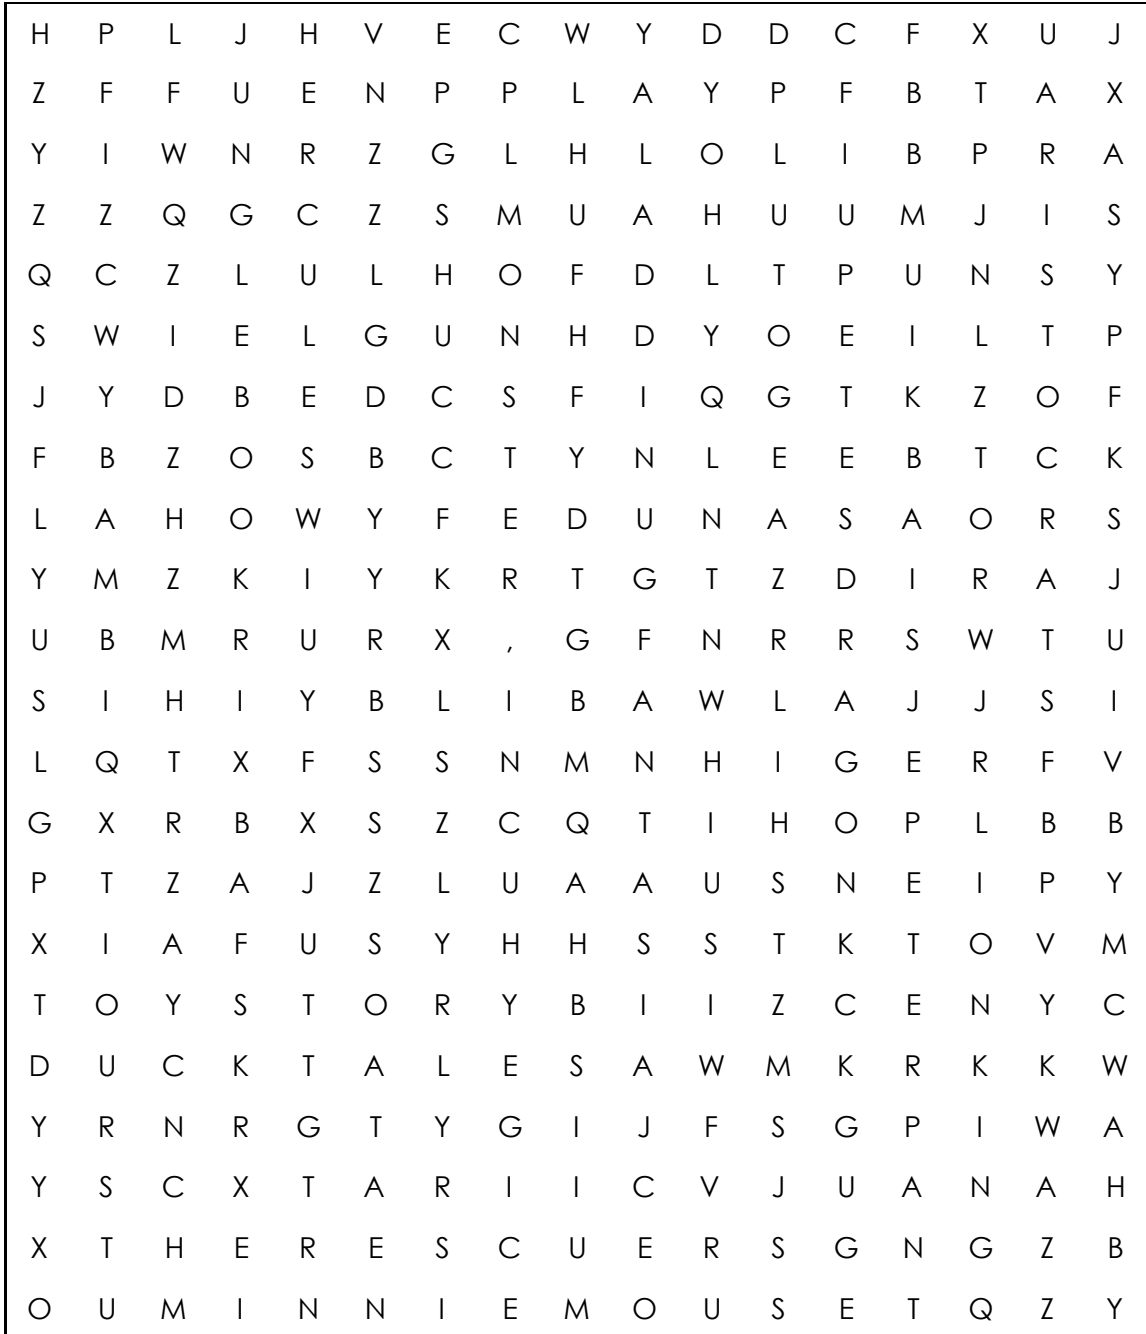 H P L J H V E C W Y D D C F X U J
Z F F U E N P P L A Y P F B T A X
Y I W N R Z G L H L O L I B P R A
Z Z Q G C Z S M U A H U U M J I S
Q C Z L U L H O F D L T P U N S Y
S W I E L G U N H D Y O E I L T P
J Y D B E D C S F I Q G T K Z O F
F B Z O S B C T Y N L E E B T C K
L A H O W Y F E D U N A S A O R S
Y M Z K I Y K R T G T Z D I R A J
U B M R U R X , G F N R R S W T U
S I H I Y B L I B A W L A J J S I
L Q T X F S S N M N H I G E R F V
G X R B X S Z C Q T I H O P L B B
P T Z A J Z L U A A U S N E I P Y
X I A F U S Y H H S S T K T O V M
T O Y S T O R Y B I I Z C E N Y C
D U C K T A L E S A W M K R K K W
Y R N R G T Y G I J F S G P I W A
Y S C X T A R I I C V J U A N A H
X T H E R E S C U E R S G N G Z B
O U M I N N I E M O U S E T Q Z Y